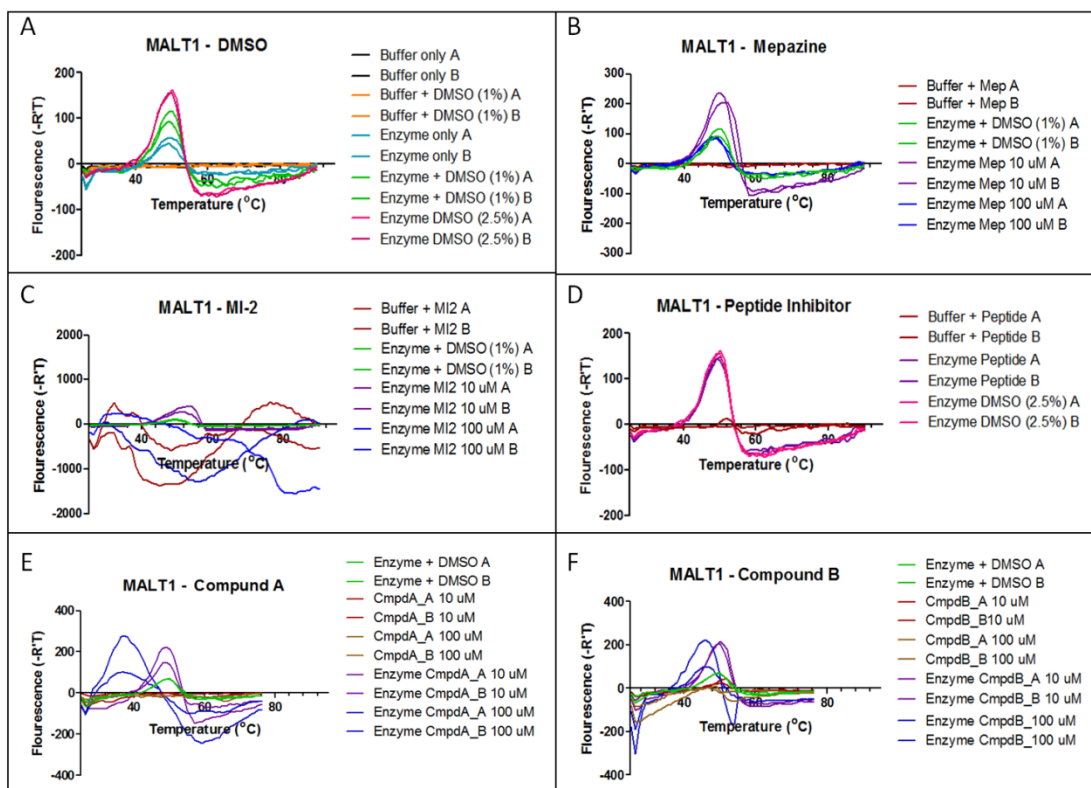 A
MALT1 - DMSO
Flourescence (-R'T)
200
100
0
-100
-200
40
80
Temperature (°C)
Buffer only A
Buffer only B
Buffer + DMSO (1%) A
Buffer + DMSO (1%) B
Enzyme only A
Enzyme only B
Enzyme + DMSO (1%) A
Enzyme + DMSO (1%) B
Enzyme DMSO (2.5%) A
Enzyme DMSO (2.5%) B
B
MALT1 - Mepazine
Flourescence (-R'T)
300
200
100
0
-100
-200
-300
40
60
80
Temperature (°C)
Buffer + Mep A
Buffer + Mep B
Enzyme + DMSO (1%) A
Enzyme + DMSO (1%) B
Enzyme Mep 10 uM A
Enzyme Mep 10 uM B
Enzyme Mep 100 uM A
Enzyme Mep 100 uM B
C
MALT1 - MI-2
Flourescence (-R'T)
2000
1000
0
-1000
-2000
40
60
80
Temperature (°C)
Buffer + MI2 A
Buffer + MI2 B
Enzyme + DMSO (1%) A
Enzyme + DMSO (1%) B
Enzyme MI2 10 uM A
Enzyme MI2 10 uM B
Enzyme MI2 100 uM A
Enzyme MI2 100 uM B
D
MALT1 - Peptide Inhibitor
Flourescence (-R'T)
200
100
0
-100
-200
40
60
80
Temperature (°C)
Buffer + Peptide A
Buffer + Peptide B
Enzyme Peptide A
Enzyme Peptide B
Enzyme DMSO (2.5%) A
Enzyme DMSO (2.5%) B
E
MALT1 - Compund A
Flourescence (-R'T)
400
200
0
-200
-400
40
60
80
Temperature (°C)
Enzyme + DMSO A
Enzyme + DMSO B
CmpdA_A 10 uM
CmpdA_B 10 uM
CmpdA_A 100 uM
CmpdA_B 100 uM
Enzyme CmpdA_A 10 uM
Enzyme CmpdA_B 10 uM
Enzyme CmpdA_A 100 uM
Enzyme CmpdA_B 100 uM
F
MALT1 - Compound B
Flourescence (-R'T)
400
200
0
-200
-400
40
60
80
Temperature (°C)
Enzyme + DMSO A
Enzyme + DMSO B
CmpdB_A 10 uM
CmpdB_B10 uM
CmpdB_A 100 uM
CmpdB_B 100 uM
Enzyme CmpdB_A 10 uM
Enzyme CmpdB_B 10 uM
Enzyme CmpdB_100 uM
Enzyme CmpdB_100 uM